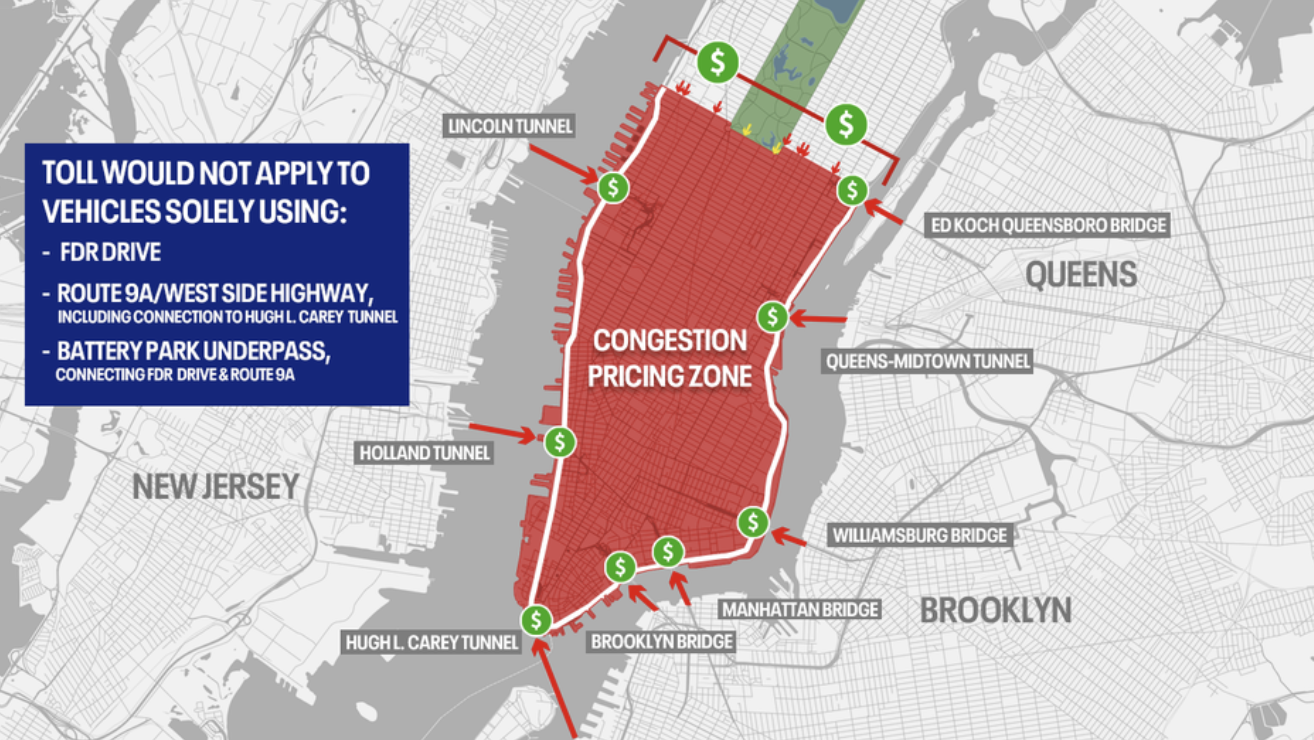 TOLL WOULD NOT APPLY TO
VEHICLES SOLELY USING:
- FDR DRIVE
- ROUTE 9A/WEST SIDE HIGHWAY,
INCLUDING CONNECTION TO HUGH L. CAREY TUNNEL
- BATTERY PARK UNDERPASS,
CONNECTING FDR DRIVE & ROUTE 9A
$
$
LINCOLN TUNNEL
$
$
ED KOCH QUEENSBORO BRIDGE
QUEENS
$
QUEENS-MIDTOWN TUNNEL
CONGESTION
PRICING ZONE
HOLLAND TUNNEL
$
NEW JERSEY
$
WILLIAMSBURG BRIDGE
$
$
MANHATTAN BRIDGE
BROOKLYN
HUGH L. CAREY TUNNEL
$
BROOKLYN BRIDGE